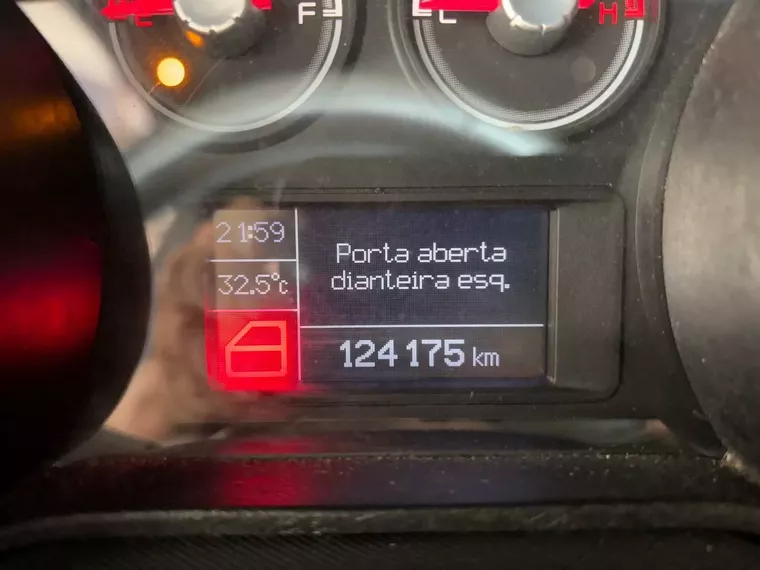 E F
C H
21:59
32.5°c
Porta aberta
dianteira esq.
124 175 km